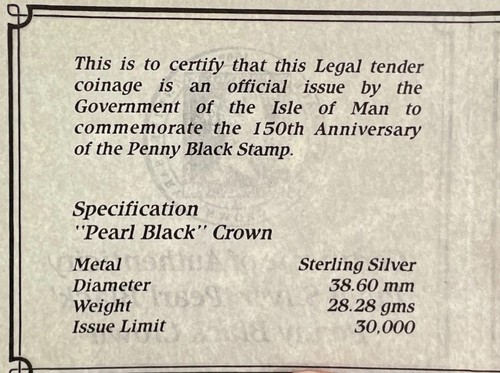 This is to certify that this Legal tender
coinage is an official issue by the
Government of the Isle of Man to
commemorate the 150th Anniversary
of the Penny Black Stamp.
Specification
"Pearl Black" Crown
Metal Sterling Silver
Diameter 38.60 mm
Weight 28.28 gms
Issue Limit 30,000